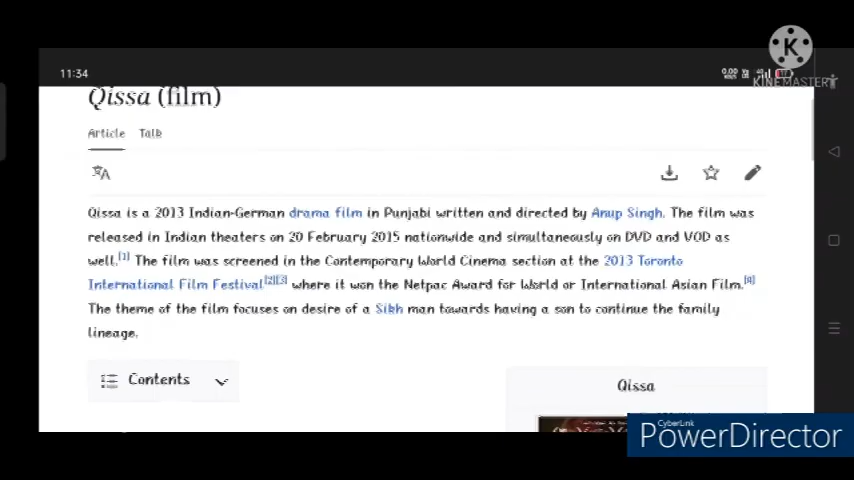 11:34
0.00
KINEMASTER
Qissa (film)
Article Talk
Qissa is a 2013 Indian-German drama film in Punjabi written and directed by Anup Singh. The film was
released in Indian theaters on 20 February 2015 nationwide and simultaneously on DVD and VOD as
well.[1] The film was screened in the Contemporary World Cinema section at the 2013 Toronto
International Film Festival[2][3] where it won the Netpac Award for World or International Asian Film.[4]
The theme of the film focuses on desire of a Sikh man towards having a son to continue the family
lineage.
Contents
Qissa
CyberLink
PowerDirector